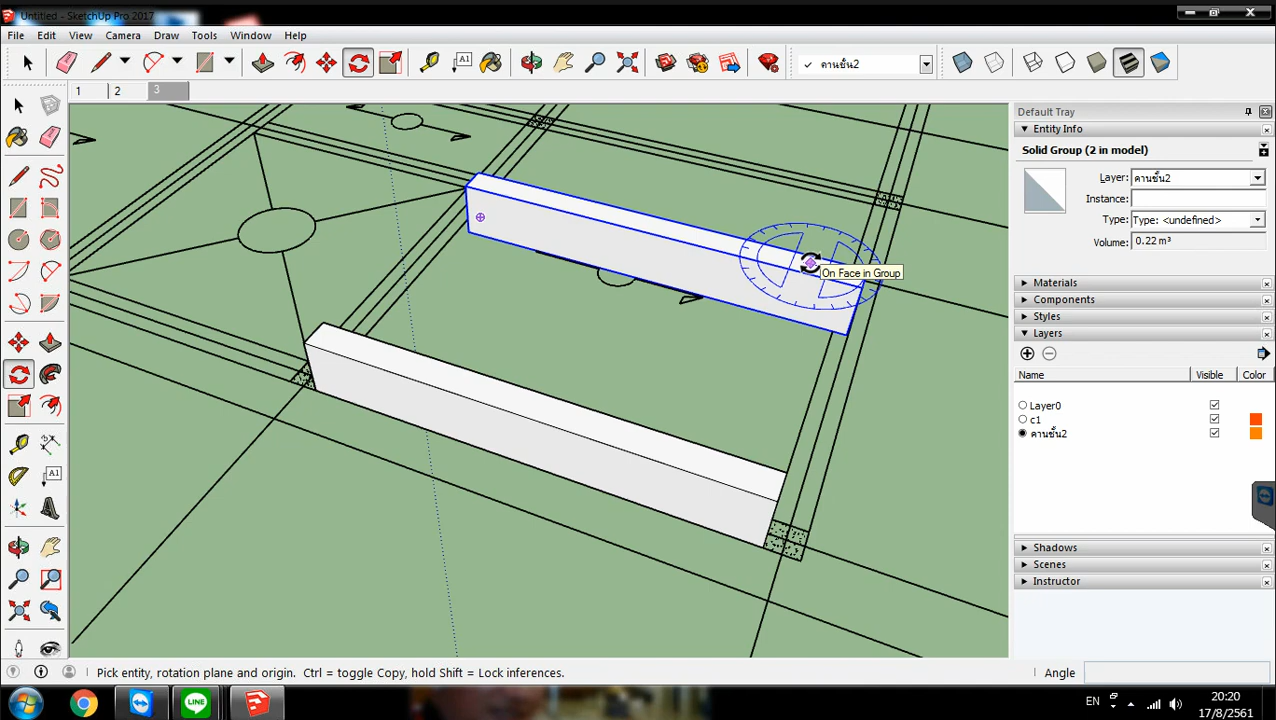 Untitled - SketchUp Pro 2017
File Edit View Camera Draw Tools Window Help
A1
✓ คานชั้น2
1 2 3
Default Tray
Entity Info
Solid Group (2 in model)
Layer: คานชั้น2
Instance:
Type: Type: <undefined>
Volume: 0.22 m³
On Face in Group
Materials
Components
Styles
Layers
Name Visible Color
Layer0
c1
คานชั้น2
A1
Shadows
Scenes
Instructor
Pick entity, rotation plane and origin. Ctrl = toggle Copy, hold Shift = Lock inferences.
Angle
LINE
EN
20:20
17/8/2561